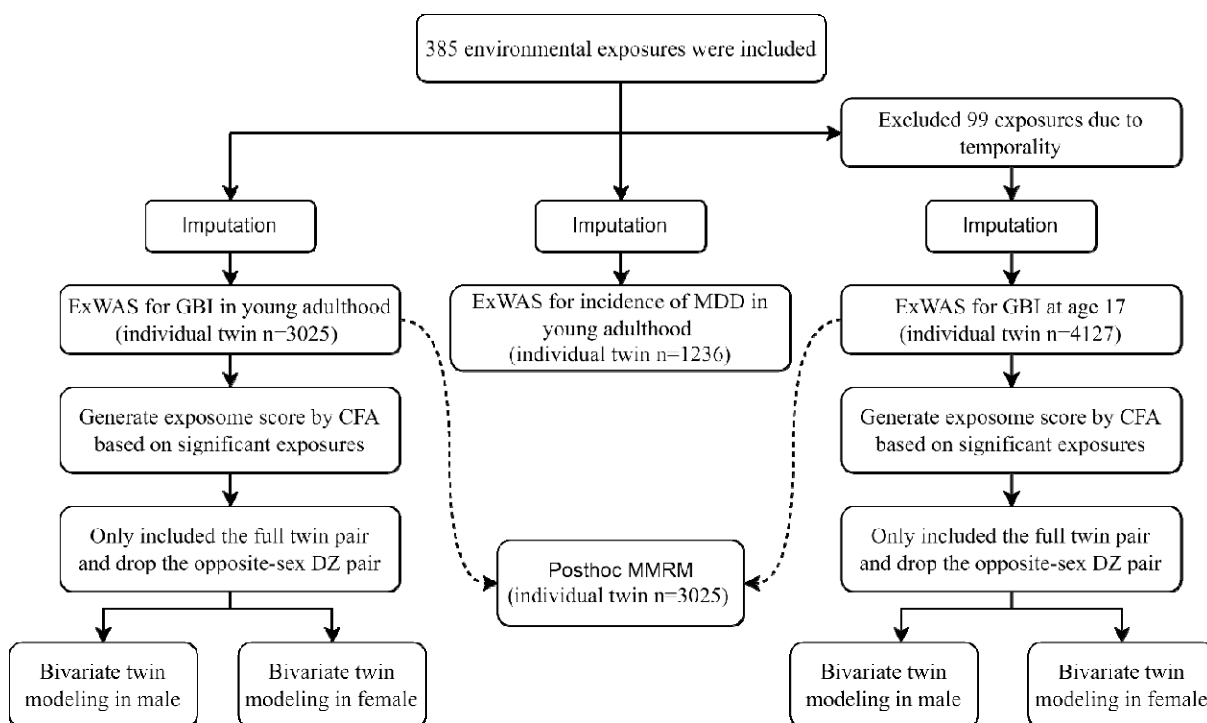 385 environmental exposures were included
Excluded 99 exposures due to
temporality
Imputation
Imputation
Imputation
ExWAS for GBI in young adulthood
(individual twin n=3025)
ExWAS for incidence of MDD in
young adulthood
(individual twin n=1236)
ExWAS for GBI at age 17
(individual twin n=4127)
Generate exposome score by CFA
based on significant exposures
Generate exposome score by CFA
based on significant exposures
Only included the full twin pair
and drop the opposite-sex DZ pair
Posthoc MMRM
(individual twin n=3025)
Only included the full twin pair
and drop the opposite-sex DZ pair
Bivariate twin
modeling in male
Bivariate twin
modeling in female
Bivariate twin
modeling in male
Bivariate twin
modeling in female